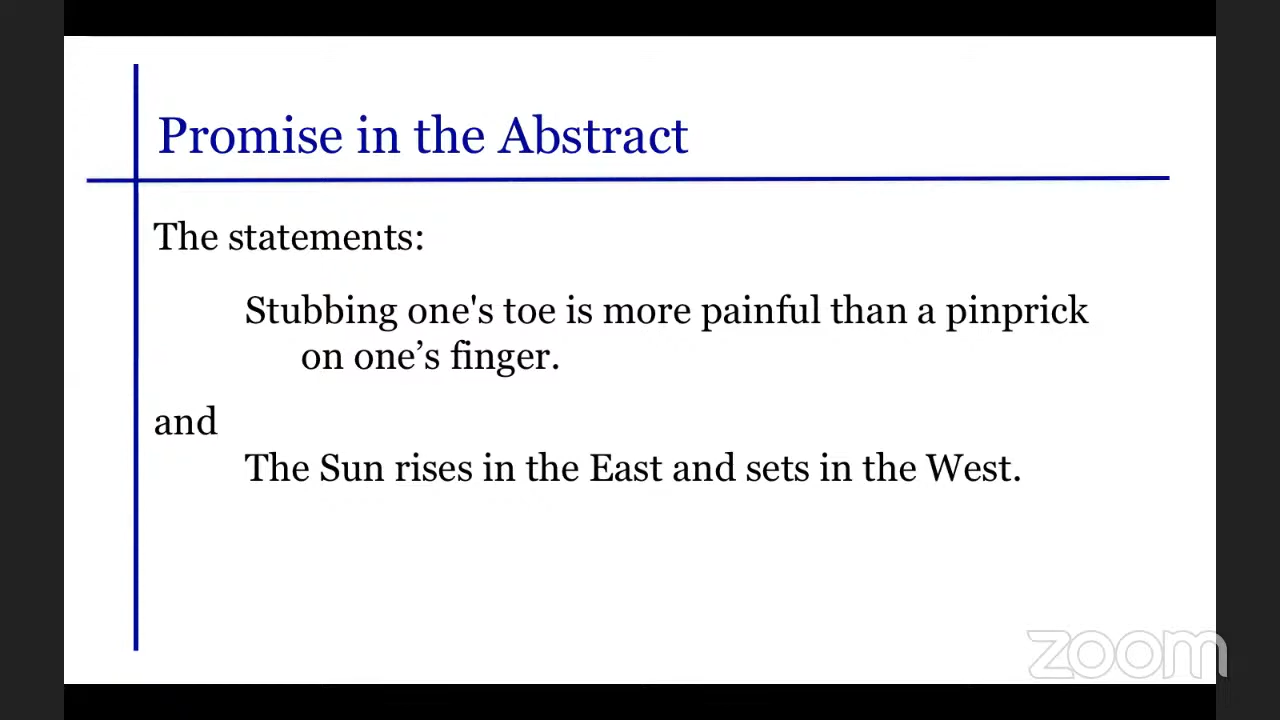 Promise in the Abstract
The statements:
Stubbing one's toe is more painful than a pinprick
on one’s finger.
and
The Sun rises in the East and sets in the West.
zoom